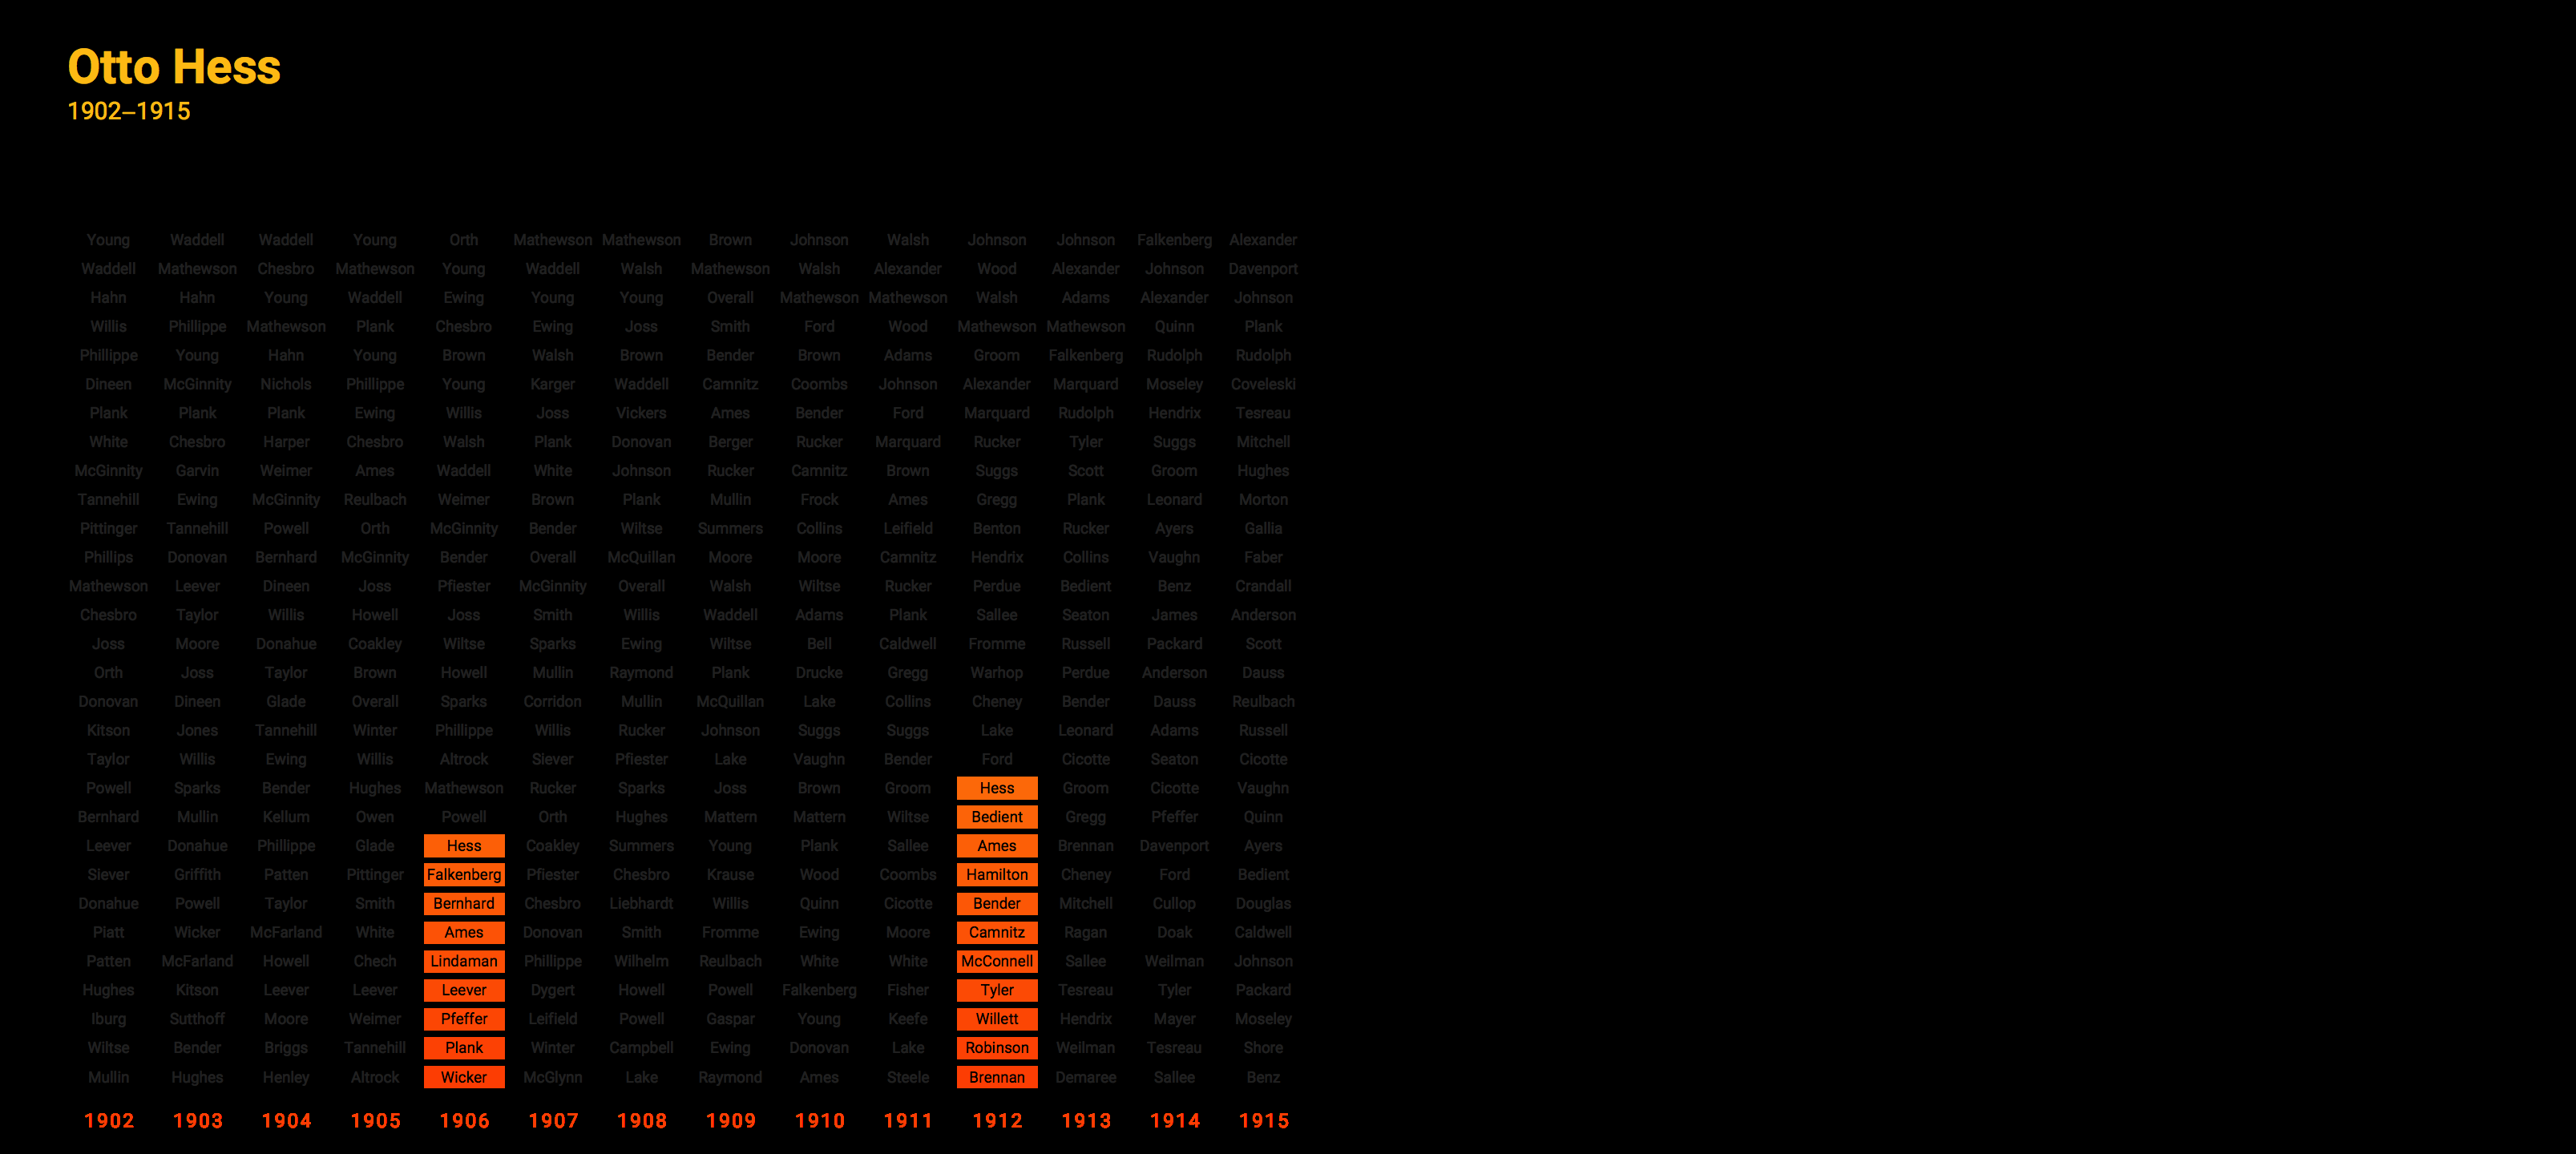 Otto Hess
1902–1915
Young Waddell Waddell Young Orth Mathewson Mathewson Brown Johnson Walsh Johnson Johnson Falkenberg Alexander
Waddell Mathewson Chesbro Mathewson Young Waddell Walsh Mathewson Walsh Alexander Wood Alexander Johnson Davenport
Hahn Hahn Young Waddell Ewing Young Young Overall Mathewson Mathewson Walsh Adams Alexander Johnson
Willis Phillippe Mathewson Plank Chesbro Ewing Joss Smith Ford Wood Mathewson Mathewson Quinn Plank
Phillippe Young Hahn Young Brown Walsh Brown Bender Brown Adams Groom Falkenberg Rudolph Rudolph
Dineen McGinnity Nichols Phillippe Young Karger Waddell Camnitz Coombs Johnson Alexander Marquard Moseley Coveleski
Plank Plank Plank Ewing Willis Joss Vickers Ames Bender Ford Marquard Rudolph Hendrix Tesreau
White Chesbro Harper Chesbro Walsh Plank Donovan Berger Rucker Marquard Rucker Tyler Suggs Mitchell
McGinnity Garvin Weimer Ames Waddell White Johnson Rucker Camnitz Brown Suggs Scott Groom Hughes
Tannehill Ewing McGinnity Reulbach Weimer Brown Plank Mullin Frock Ames Gregg Plank Leonard Morton
Pittinger Tannehill Powell Orth McGinnity Bender Wiltse Summers Collins Leifield Benton Rucker Ayers Gallia
Phillips Donovan Bernhard McGinnity Bender Overall McQuillan Moore Moore Camnitz Hendrix Collins Vaughn Faber
Mathewson Leever Dineen Joss Pfiester McGinnity Overall Walsh Wiltse Rucker Perdue Bedient Benz Crandall
Chesbro Taylor Willis Howell Joss Smith Willis Waddell Adams Plank Sallee Seaton James Anderson
Joss Moore Donahue Coakley Wiltse Sparks Ewing Wiltse Bell Caldwell Fromme Russell Packard Scott
Orth Joss Taylor Brown Howell Mullin Raymond Plank Drucke Gregg Warhop Perdue Anderson Dauss
Donovan Dineen Glade Overall Sparks Corridon Mullin McQuillan Lake Collins Cheney Bender Dauss Reulbach
Kitson Jones Tannehill Winter Phillippe Willis Rucker Johnson Suggs Suggs Lake Leonard Adams Russell
Taylor Willis Ewing Willis Altrock Siever Pfiester Lake Vaughn Bender Ford Cicotte Seaton Cicotte
Powell Sparks Bender Hughes Mathewson Rucker Sparks Joss Brown Groom Hess Groom Cicotte Vaughn
Bernhard Mullin Kellum Owen Powell Orth Hughes Mattern Mattern Wiltse Bedient Gregg Pfeffer Quinn
Leever Donahue Phillippe Glade Hess Coakley Summers Young Plank Sallee Ames Brennan Davenport Ayers
Siever Griffith Patten Pittinger Falkenberg Pfiester Chesbro Krause Wood Coombs Hamilton Cheney Ford Bedient
Donahue Powell Taylor Smith Bernhard Chesbro Liebhardt Willis Quinn Cicotte Bender Mitchell Cullop Douglas
Piatt Wicker McFarland White Ames Donovan Smith Fromme Ewing Moore Camnitz Ragan Doak Caldwell
Patten McFarland Howell Chech Lindaman Phillippe Wilhelm Reulbach White White McConnell Sallee Weilman Johnson
Hughes Kitson Leever Leever Leever Dygert Howell Powell Falkenberg Fisher Tyler Tesreau Tyler Packard
Iburg Sutthoff Moore Weimer Pfeffer Leifield Powell Gaspar Young Keefe Willett Hendrix Mayer Moseley
Wiltse Bender Briggs Tannehill Plank Winter Campbell Ewing Donovan Lake Robinson Weilman Tesreau Shore
Mullin Hughes Henley Altrock Wicker McGlynn Lake Raymond Ames Steele Brennan Demaree Sallee Benz
1902 1903 1904 1905 1906 1907 1908 1909 1910 1911 1912 1913 1914 1915